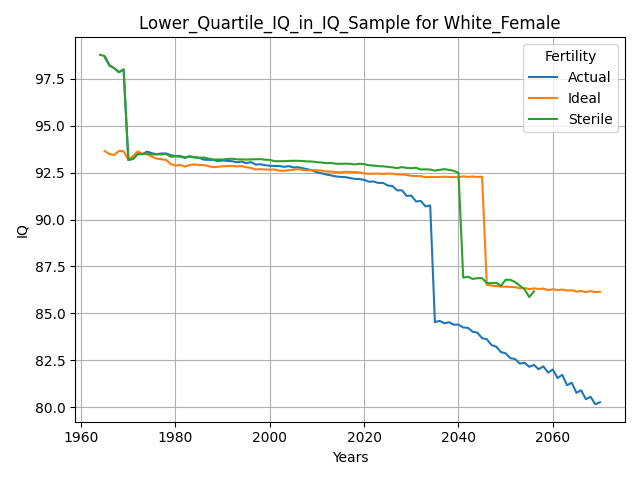 Lower_Quartile_IQ_in_IQ_Sample for White_Female
Fertility
Actual
Ideal
Sterile
IQ
97.5
95.0
92.5
90.0
87.5
85.0
82.5
80.0
1960 1980 2000 2020 2040 2060
Years